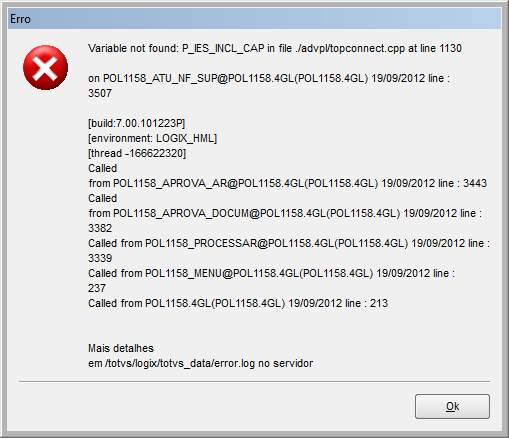 Erro
Variable not found: P_IES_INCL_CAP in file ./advpl/topconnect.cpp at line 1130
on POL1158_ATU_NF_SUP@POL1158.4GL(POL1158.4GL) 19/09/2012 line :
3507
[build:7.00.101223P]
[environment: LOGIX_HML]
[thread -166622320]
Called
from POL1158_APROVA_AR@POL1158.4GL(POL1158.4GL) 19/09/2012 line : 3443
Called
from POL1158_APROVA_DOCUM@POL1158.4GL(POL1158.4GL) 19/09/2012 line :
3382
Called from POL1158_PROCESSAR@POL1158.4GL(POL1158.4GL) 19/09/2012 line :
3339
Called from POL1158_MENU@POL1158.4GL(POL1158.4GL) 19/09/2012 line :
237
Called from POL1158.4GL(POL1158.4GL) 19/09/2012 line : 213
Mais detalhes
em /totvs/logix/totvs_data/error.log no servidor
Ok